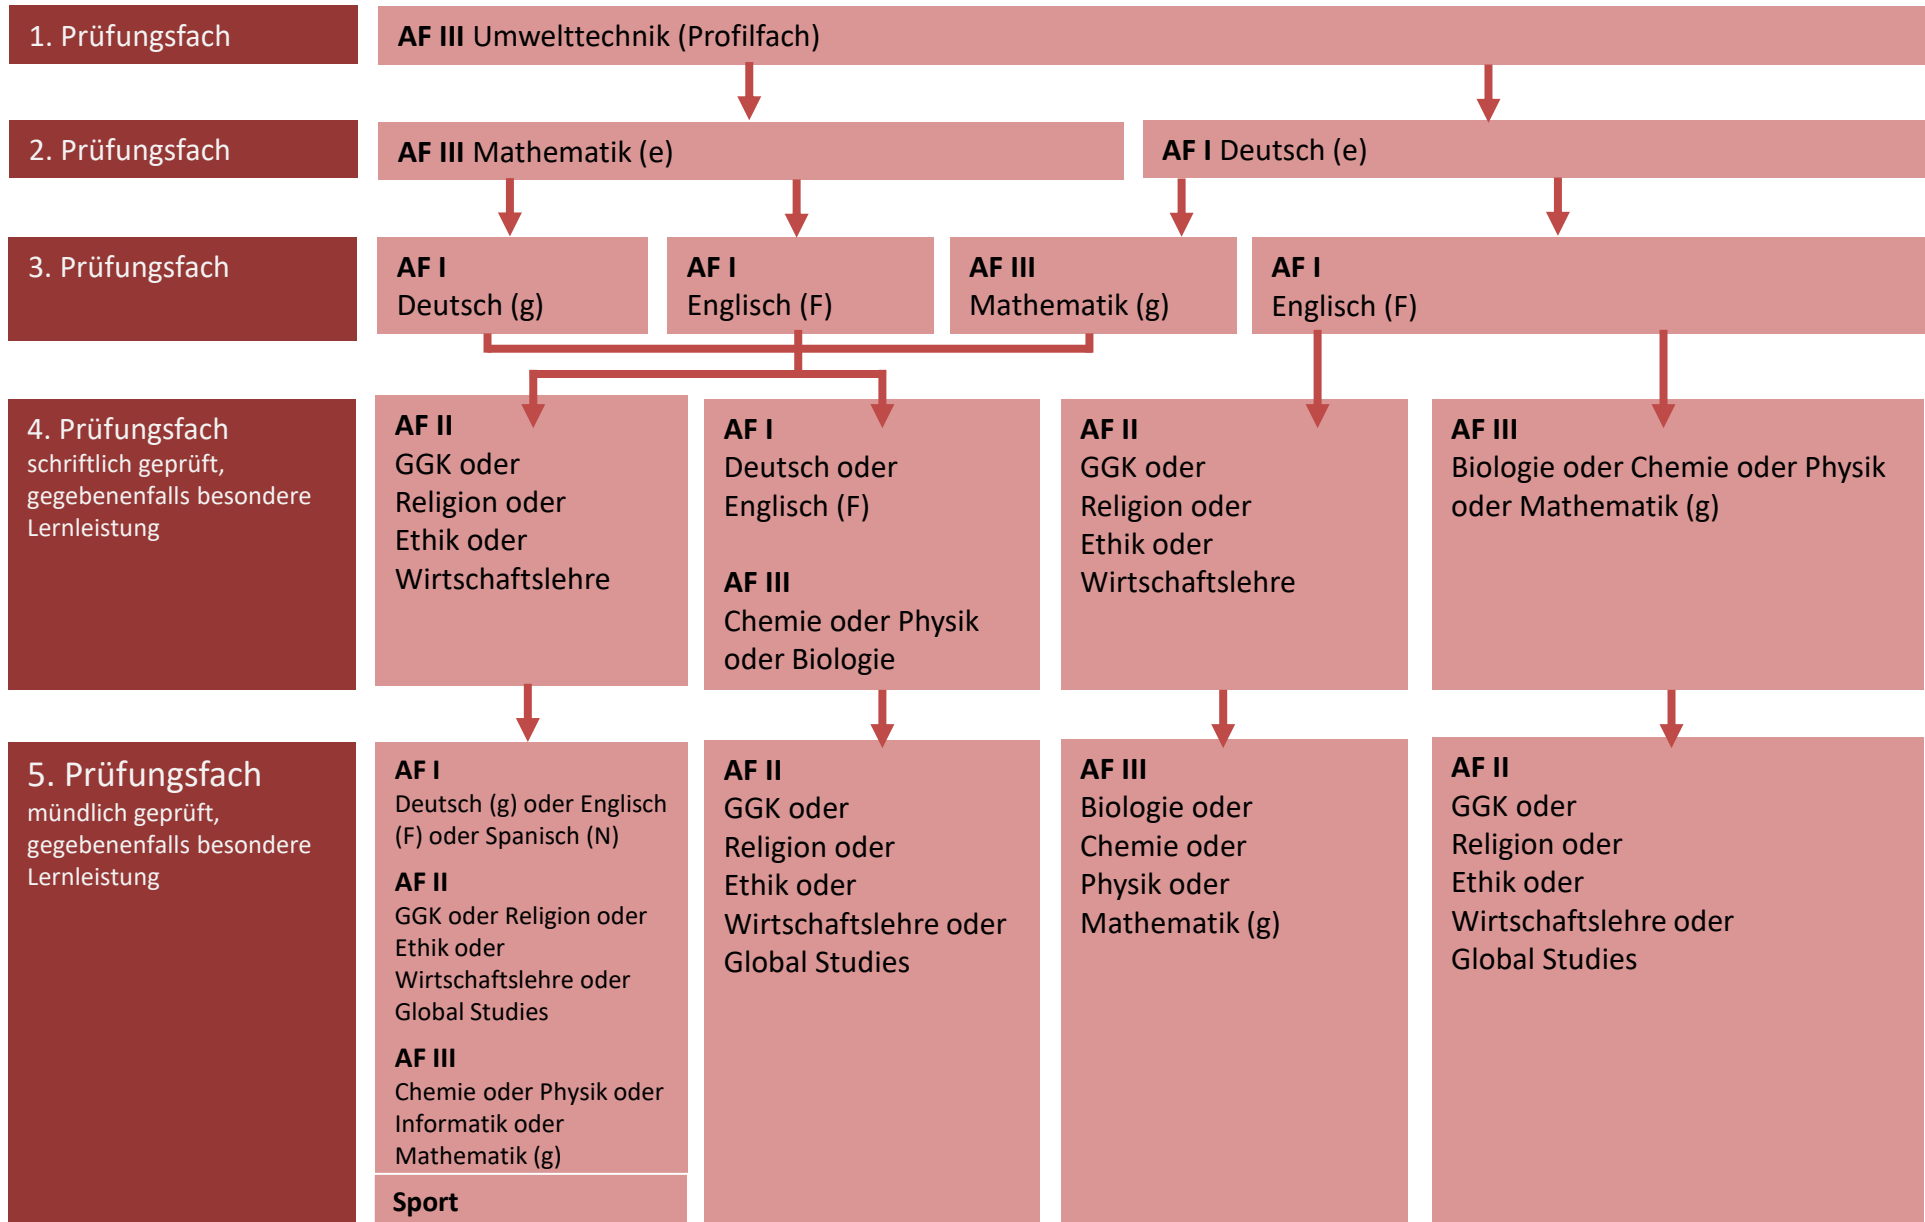 1. Prüfungsfach
AF III Umwelttechnik (Profilfach)
2. Prüfungsfach
AF III Mathematik (e)
AF I Deutsch (e)
3. Prüfungsfach
AF I
Deutsch (g)
AF I
Englisch (F)
AF III
Mathematik (g)
AF I
Englisch (F)
4. Prüfungsfach
schriftlich geprüft,
gegebenenfalls besondere
Lernleistung
AF II
GGK oder
Religion oder
Ethik oder
Wirtschaftslehre
AF I
Deutsch oder
Englisch (F)
AF III
Chemie oder Physik
oder Biologie
AF II
GGK oder
Religion oder
Ethik oder
Wirtschaftslehre
AF III
Biologie oder Chemie oder Physik
oder Mathematik (g)
5. Prüfungsfach
mündlich geprüft,
gegebenenfalls besondere
Lernleistung
AF I
Deutsch (g) oder Englisch
(F) oder Spanisch (N)
AF II
GGK oder Religion oder
Ethik oder
Wirtschaftslehre oder
Global Studies
AF III
Chemie oder Physik oder
Informatik oder
Mathematik (g)
Sport
AF II
GGK oder
Religion oder
Ethik oder
Wirtschaftslehre oder
Global Studies
AF III
Biologie oder
Chemie oder
Physik oder
Mathematik (g)
AF II
GGK oder
Religion oder
Ethik oder
Wirtschaftslehre oder
Global Studies